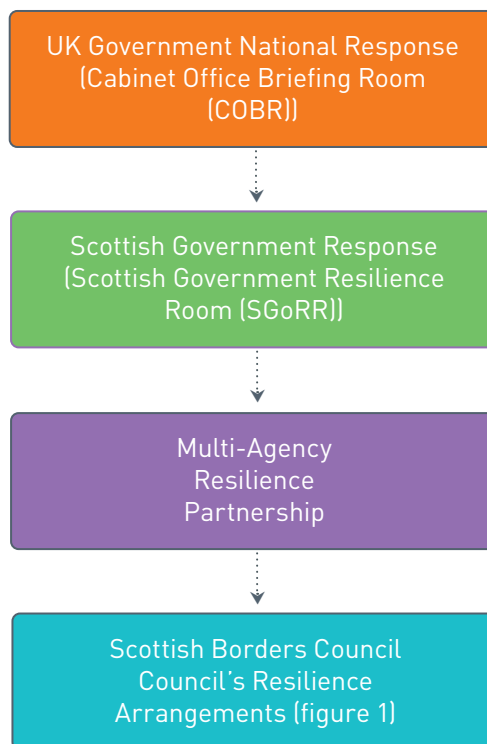 UK Government National Response
(Cabinet Office Briefing Room
(COBR))
Scottish Government Response
(Scottish Government Resilience
Room (SGoRR))
Multi-Agency
Resilience
Partnership
Scottish Borders Council
Council’s Resilience
Arrangements (figure 1)